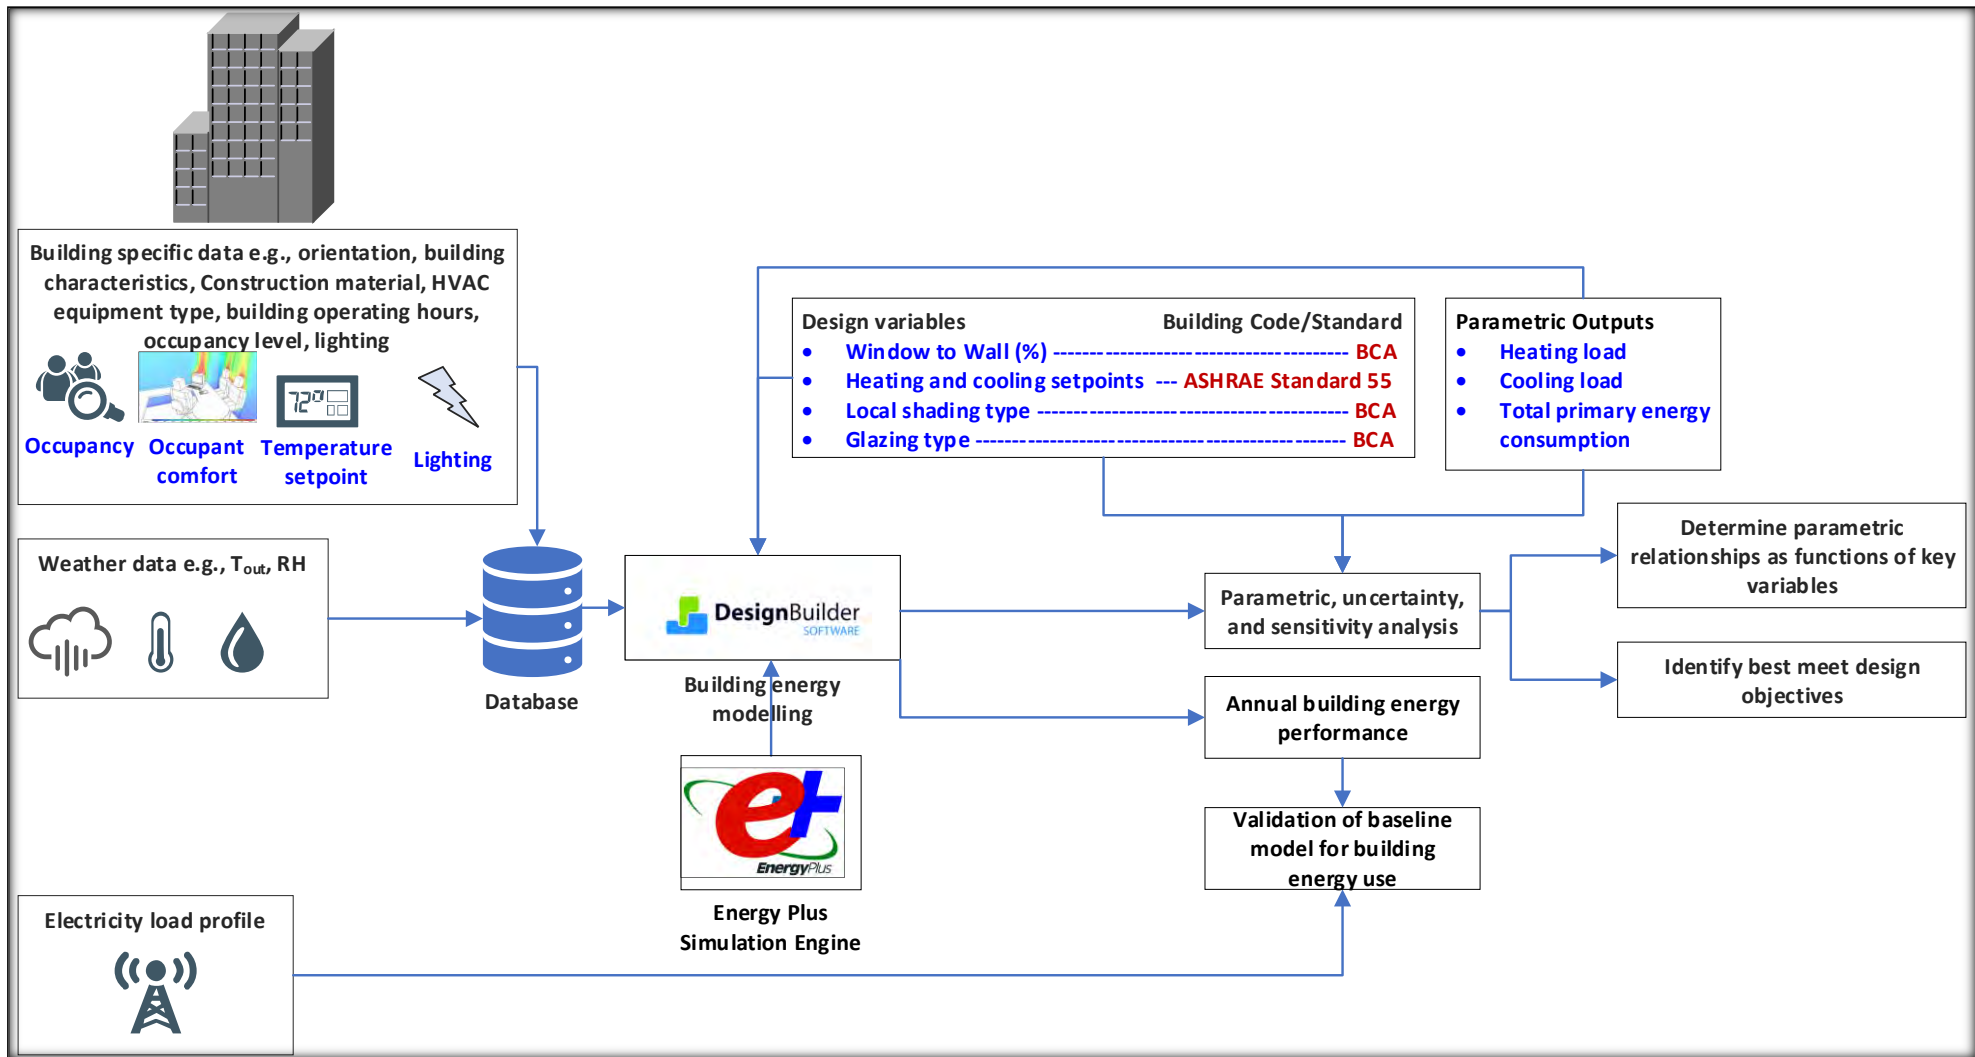 Building specific data e.g., orientation, building
characteristics, Construction material, HVAC
equipment type, building operating hours,
occupancy level, lighting
72º
Occupancy
Occupant
comfort
Temperature
setpoint
Lighting
Weather data e.g., Tout, RH
Database
Electricity load profile
DesignBuilder
SOFTWARE
Building energy
modelling
e+
EnergyPlus
Energy Plus
Simulation Engine
Design variables Building Code/Standard
• Window to Wall (%) ---------------------------------------- BCA
• Heating and cooling setpoints --- ASHRAE Standard 55
• Local shading type ------------------------------------------ BCA
• Glazing type --------------------------------------------------- BCA
Parametric Outputs
• Heating load
• Cooling load
• Total primary energy
consumption
Parametric, uncertainty,
and sensitivity analysis
Annual building energy
performance
Validation of baseline
model for building
energy use
Determine parametric
relationships as functions of key
variables
Identify best meet design
objectives